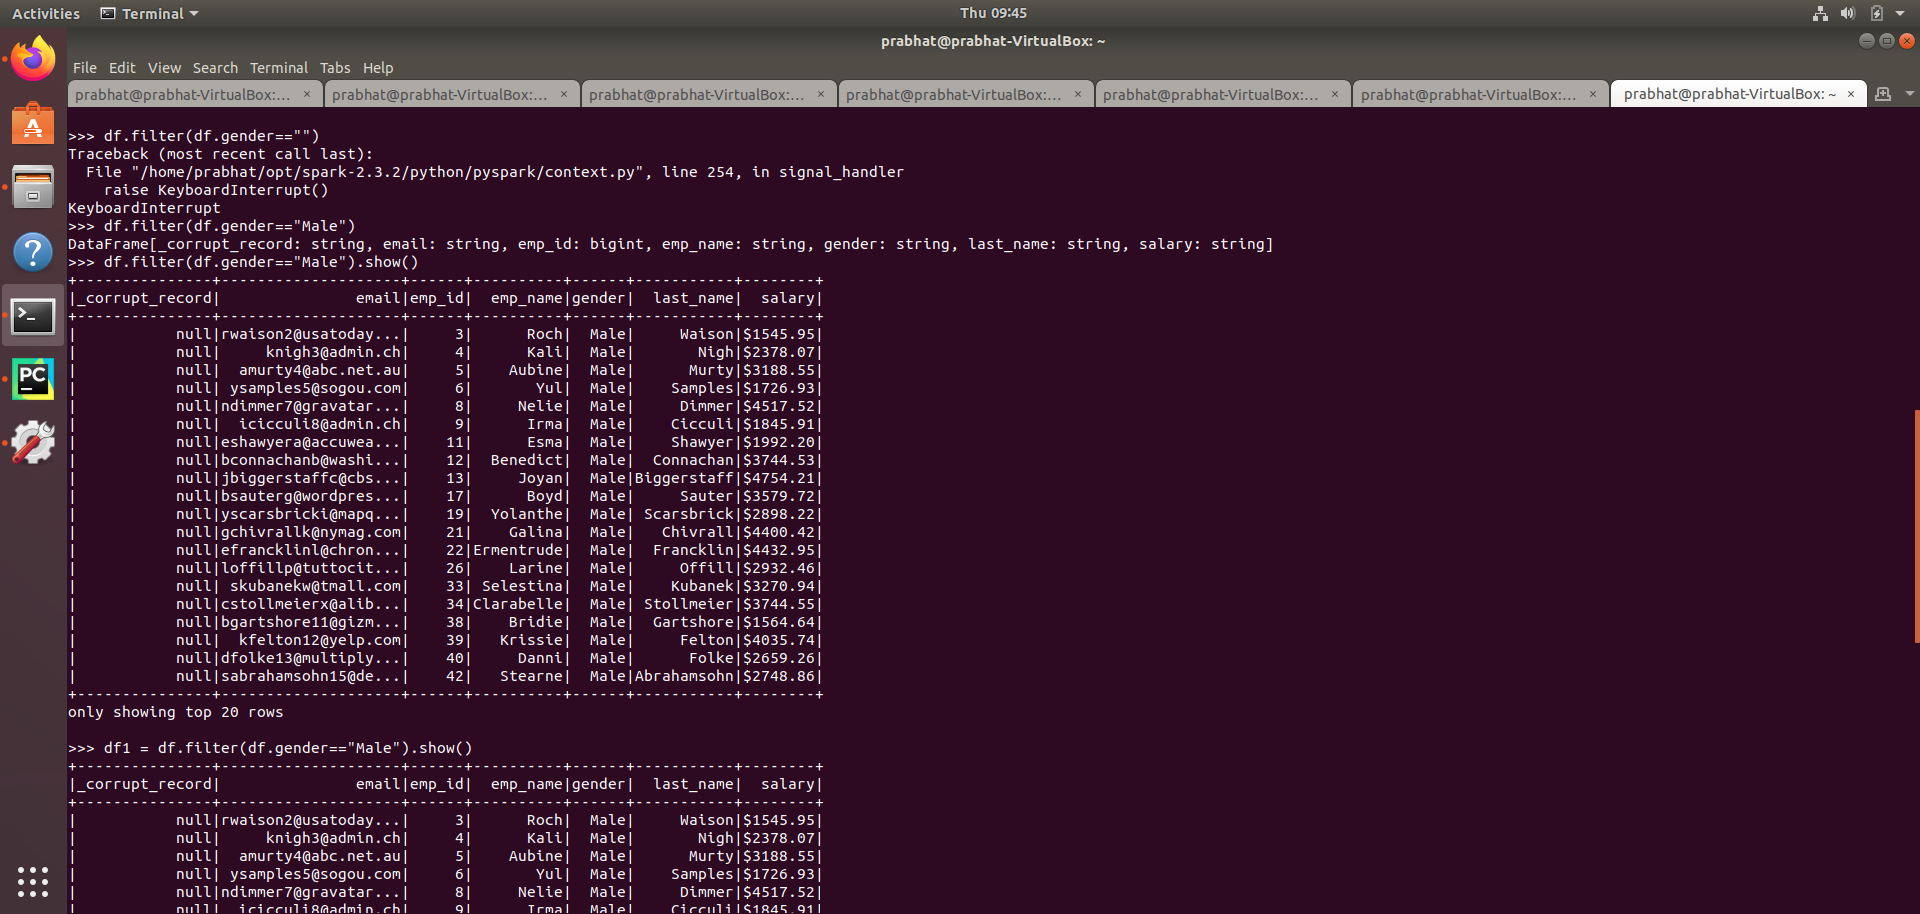 Activities Terminal Thu 09:45
prabhat@prabhat-VirtualBox: ~
File Edit View Search Terminal Tabs Help
prabhat@prabhat-VirtualBox:... × prabhat@prabhat-VirtualBox:... × prabhat@prabhat-VirtualBox:... × prabhat@prabhat-VirtualBox:... × prabhat@prabhat-VirtualBox:... × prabhat@prabhat-VirtualBox:... × prabhat@prabhat-VirtualBox: ~ ×
>>> df.filter(df.gender=="")
Traceback (most recent call last):
  File "/home/prabhat/opt/spark-2.3.2/python/pyspark/context.py", line 254, in signal_handler
    raise KeyboardInterrupt()
KeyboardInterrupt
>>> df.filter(df.gender=="Male")
DataFrame[_corrupt_record: string, email: string, emp_id: bigint, emp_name: string, gender: string, last_name: string, salary: string]
>>> df.filter(df.gender=="Male").show()
+---------------+--------------------+------+----------+------+-----------+--------+
|_corrupt_record|               email|emp_id|  emp_name|gender|  last_name|  salary|
+---------------+--------------------+------+----------+------+-----------+--------+
|           null|rwaison2@usatoday...|     3|      Roch|  Male|     Waison|$1545.95|
|           null|     knigh3@admin.ch|     4|      Kali|  Male|       Nigh|$2378.07|
|           null|  amurty4@abc.net.au|     5|    Aubine|  Male|      Murty|$3188.55|
|           null| ysamples5@sogou.com|     6|       Yul|  Male|    Samples|$1726.93|
|           null|ndimmer7@gravatar...|     8|     Nelie|  Male|     Dimmer|$4517.52|
|           null|  icicculi8@admin.ch|     9|      Irma|  Male|    Cicculi|$1845.91|
|           null|eshawyera@accuwea...|    11|      Esma|  Male|    Shawyer|$1992.20|
|           null|bconnachanb@washi...|    12|  Benedict|  Male|  Connachan|$3744.53|
|           null|jbiggerstaffc@cbs...|    13|     Joyan|  Male|Biggerstaff|$4754.21|
|           null|bsauterg@wordpres...|    17|      Boyd|  Male|     Sauter|$3579.72|
|           null|yscarsbricki@mapq...|    19|  Yolanthe|  Male| Scarsbrick|$2898.22|
|           null|gchivrallk@nymag.com|    21|    Galina|  Male|   Chivrall|$4400.42|
|           null|efrancklinl@chron...|    22|Ermentrude|  Male|  Francklin|$4432.95|
|           null|loffillp@tuttocit...|    26|    Larine|  Male|     Offill|$2932.46|
|           null| skubanekw@tmall.com|    33| Selestina|  Male|    Kubanek|$3270.94|
|           null|cstollmeierx@alib...|    34|Clarabelle|  Male| Stollmeier|$3744.55|
|           null|bgartshore11@gizm...|    38|    Bridie|  Male|  Gartshore|$1564.64|
|           null|  kfelton12@yelp.com|    39|   Krissie|  Male|     Felton|$4035.74|
|           null|dfolke13@multiply...|    40|     Danni|  Male|      Folke|$2659.26|
|           null|sabrahamsohn15@de...|    42|   Stearne|  Male|Abrahamsohn|$2748.86|
+---------------+--------------------+------+----------+------+-----------+--------+
only showing top 20 rows
>>> df1 = df.filter(df.gender=="Male").show()
+---------------+--------------------+------+----------+------+-----------+--------+
|_corrupt_record|               email|emp_id|  emp_name|gender|  last_name|  salary|
+---------------+--------------------+------+----------+------+-----------+--------+
|           null|rwaison2@usatoday...|     3|      Roch|  Male|     Waison|$1545.95|
|           null|     knigh3@admin.ch|     4|      Kali|  Male|       Nigh|$2378.07|
|           null|  amurty4@abc.net.au|     5|    Aubine|  Male|      Murty|$3188.55|
|           null| ysamples5@sogou.com|     6|       Yul|  Male|    Samples|$1726.93|
|           null|ndimmer7@gravatar...|     8|     Nelie|  Male|     Dimmer|$4517.52|
|           null|  icicculi8@admin.ch|     9|      Irma|  Male|    Cicculi|$1845.91|